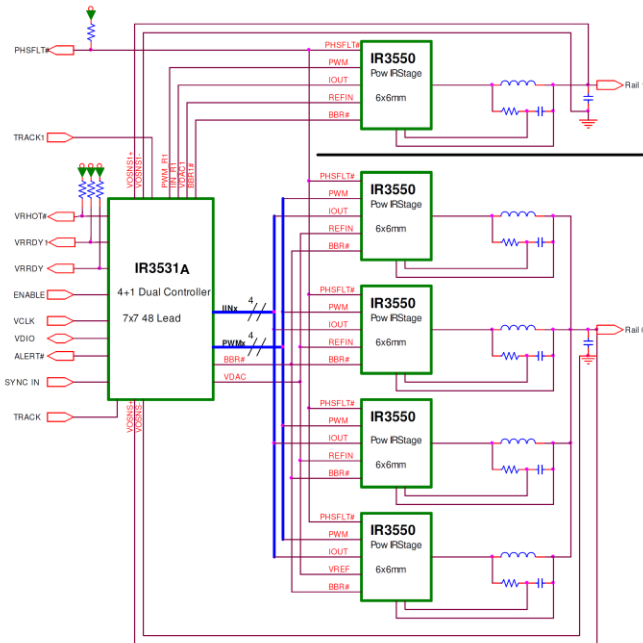 PHSFLT#
TRACK1
VRHOT#
VRRDY1
VRRDY
ENABLE
VCLK
VDIO
ALERT#
SYNC IN
TRACK
VOSNS1+
VOSNS1-
PWM_R1
IIN_R1
VDAC1
BBR1#
IR3531A
4+1 Dual Controller
7x7 48 Lead
IINx
4
PWMx
4
BBR#
VDAC
VOSNS+
VOSNS-
PHSFLT#
PWM
IOUT
REFIN
BBR#
IR3550
Pow IRStage
6x6mm
Rail
PHSFLT#
PWM
IOUT
REFIN
BBR#
IR3550
Pow IRStage
6x6mm
PHSFLT#
PWM
IOUT
REFIN
BBR#
IR3550
Pow IRStage
6x6mm
Rail
PHSFLT#
PWM
IOUT
REFIN
BBR#
IR3550
Pow IRStage
6x6mm
PHSFLT#
PWM
IOUT
VREF
BBR#
IR3550
Pow IRStage
6x6mm